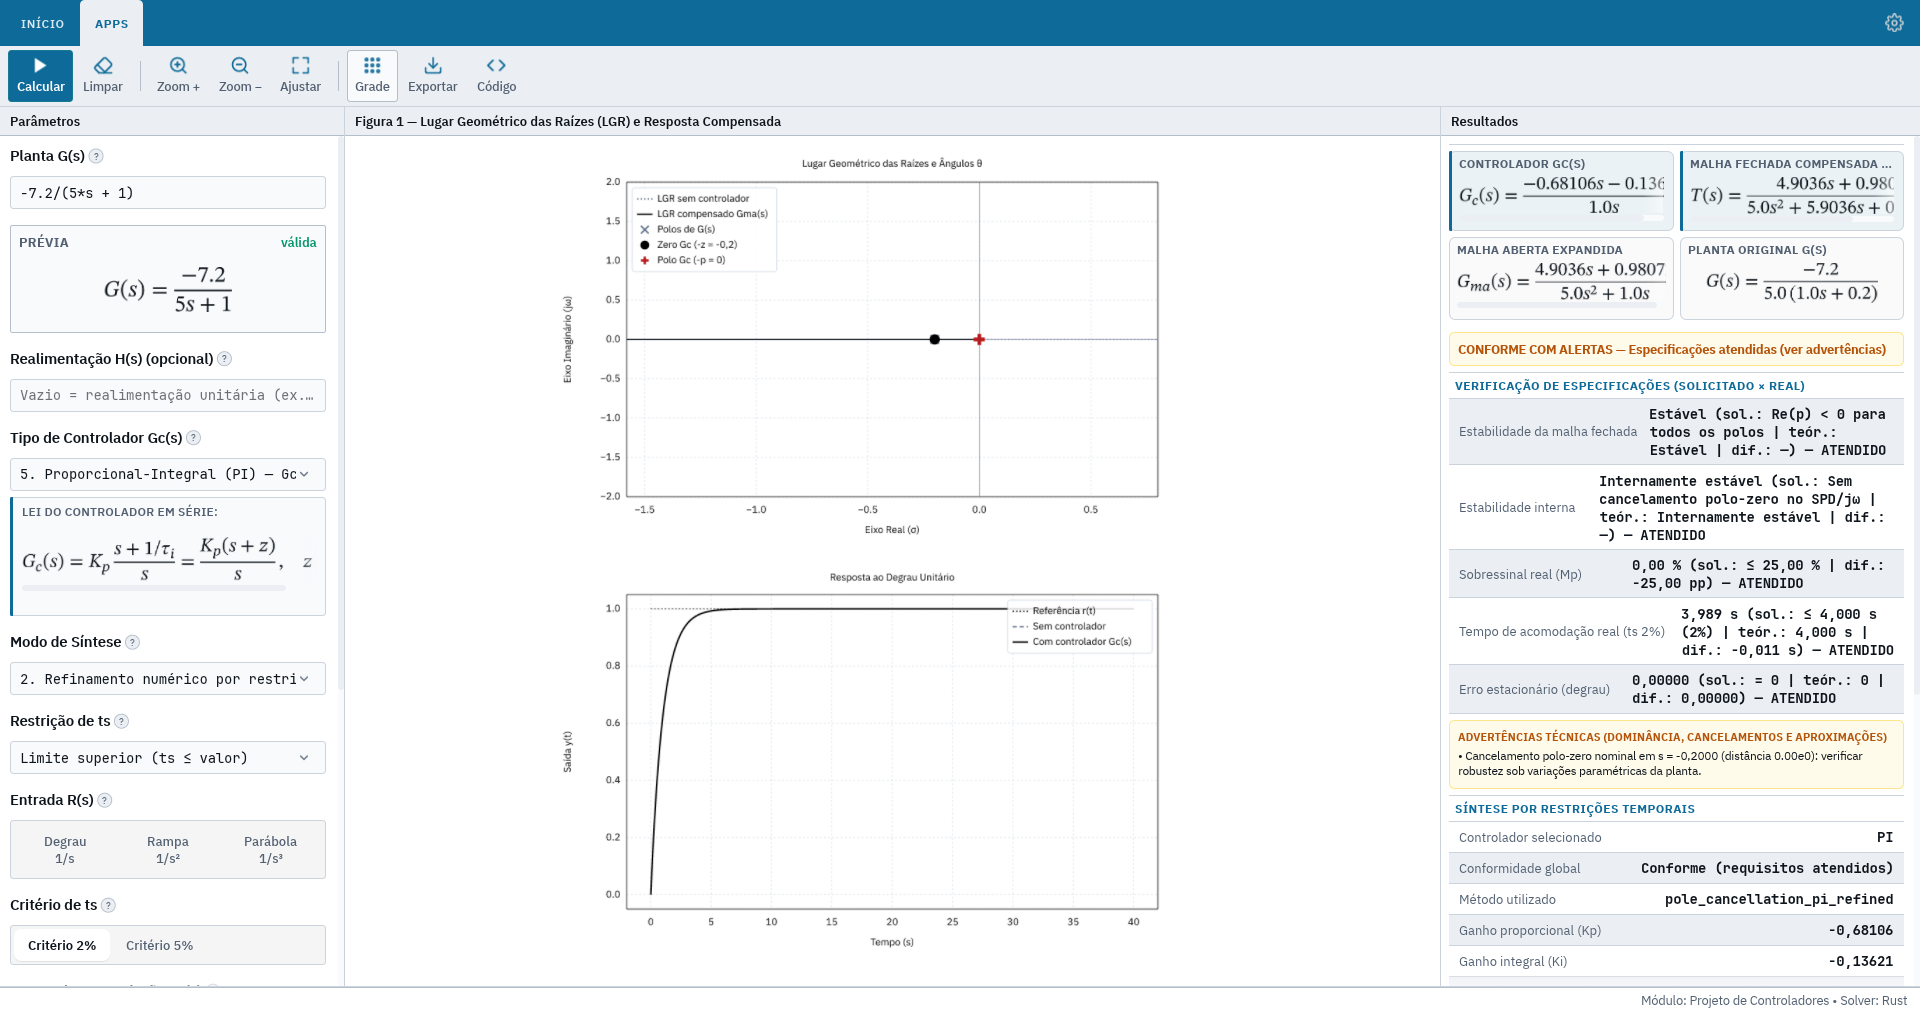 INÍCIO
APPS
Calcular
Limpar
Zoom +
Zoom −
Ajustar
Grade
Exportar
Código
Parâmetros
Planta G(s) ?
-7.2/(5*s + 1)
PRÉVIA
válida
G(s) = −7.2 / 5s + 1
Realimentação H(s) (opcional) ?
Vazio = realimentação unitária (ex.…
Tipo de Controlador Gc(s) ?
5. Proporcional-Integral (PI) — Gc
LEI DO CONTROLADOR EM SÉRIE:
G_c(s) = K_p s + 1/τ_i / s = K_p(s + z) / s , z
Modo de Síntese ?
2. Refinamento numérico por restri
Restrição de ts ?
Limite superior (ts ≤ valor)
Entrada R(s) ?
Degrau
1/s
Rampa
1/s²
Parábola
1/s³
Critério de ts ?
Critério 2%
Critério 5%
Figura 1 — Lugar Geométrico das Raízes (LGR) e Resposta Compensada
Lugar Geométrico das Raízes e Ângulos θ
LGR sem controlador
LGR compensado Gma(s)
Polos de G(s)
Zero Gc (-z = -0,2)
Polo Gc (-p = 0)
2.0
1.5
1.0
0.5
0.0
−0.5
−1.0
−1.5
−2.0
Eixo Imaginário (jω)
−1.5
−1.0
−0.5
0.0
0.5
Eixo Real (σ)
Resposta ao Degrau Unitário
Referência r(t)
Sem controlador
Com controlador Gc(s)
1.0
0.8
0.6
0.4
0.2
0.0
Saída y(t)
0
5
10
15
20
25
30
35
40
Tempo (s)
Resultados
CONTROLADOR GC(S)
G_c(s) = −0.68106s − 0.136 / 1.0s
MALHA FECHADA COMPENSADA …
T(s) = 4.9036s + 0.980 / 5.0s² + 5.9036s + 0
MALHA ABERTA EXPANDIDA
G_ma(s) = 4.9036s + 0.9807 / 5.0s² + 1.0s
PLANTA ORIGINAL G(S)
G(s) = −7.2 / 5.0 (1.0s + 0.2)
CONFORME COM ALERTAS — Especificações atendidas (ver advertências)
VERIFICAÇÃO DE ESPECIFICAÇÕES (SOLICITADO × REAL)
Estabilidade da malha fechada
Estável (sol.: Re(p) < 0 para
todos os polos | teór.:
Estável | dif.: —) — ATENDIDO
Estabilidade interna
Internamente estável (sol.: Sem
cancelamento polo-zero no SPD/jω |
teór.: Internamente estável | dif.:
—) — ATENDIDO
Sobressinal real (Mp)
0,00 % (sol.: ≤ 25,00 % | dif.:
-25,00 pp) — ATENDIDO
Tempo de acomodação real (ts 2%)
3,989 s (sol.: ≤ 4,000 s
(2%) | teór.: 4,000 s |
dif.: -0,011 s) — ATENDIDO
Erro estacionário (degrau)
0,00000 (sol.: = 0 | teór.: 0 |
dif.: 0,00000) — ATENDIDO
ADVERTÊNCIAS TÉCNICAS (DOMINÂNCIA, CANCELAMENTOS E APROXIMAÇÕES)
• Cancelamento polo-zero nominal em s = -0,2000 (distância 0.00e0): verificar
robustez sob variações paramétricas da planta.
SÍNTESE POR RESTRIÇÕES TEMPORAIS
Controlador selecionado
PI
Conformidade global
Conforme (requisitos atendidos)
Método utilizado
pole_cancellation_pi_refined
Ganho proporcional (Kp)
-0,68106
Ganho integral (Ki)
-0,13621
Módulo: Projeto de Controladores • Solver: Rust